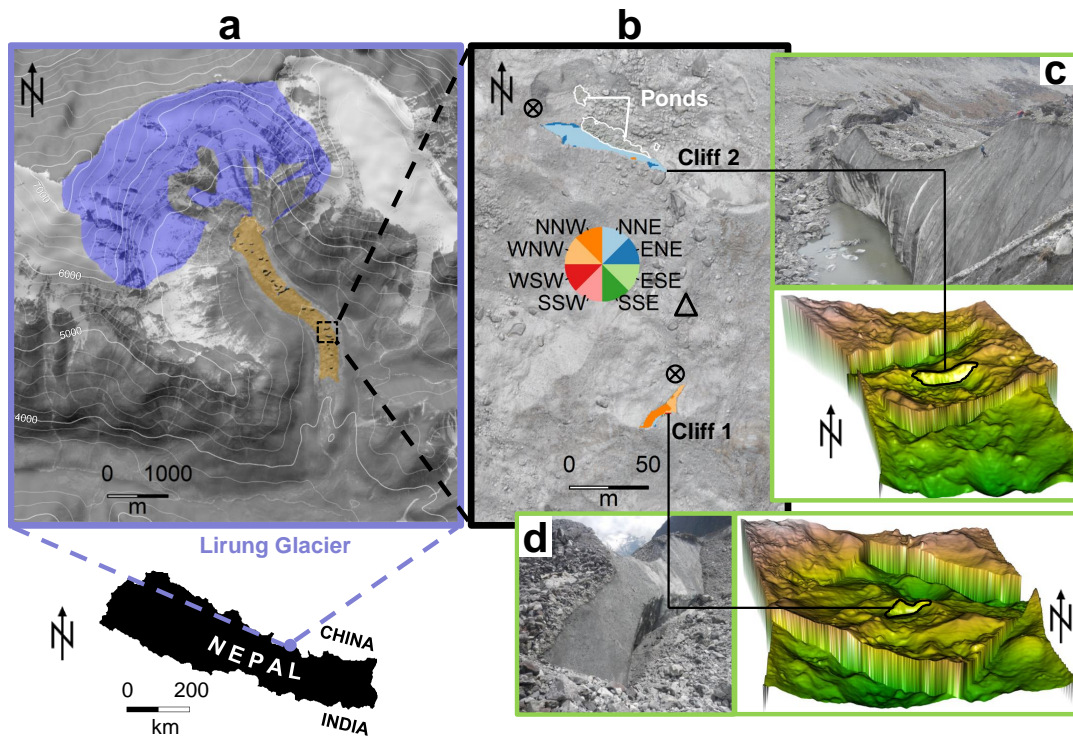 a
b
c
d
N
7000
6000
5000
4000
0 1000
m
N
Ponds
Cliff 2
NNW NNE
WNW ENE
WSW ESE
SSW SSE
Cliff 1
0 50
m
N
N
Lirung Glacier
N
CHINA
NEPAL
INDIA
0 200
km